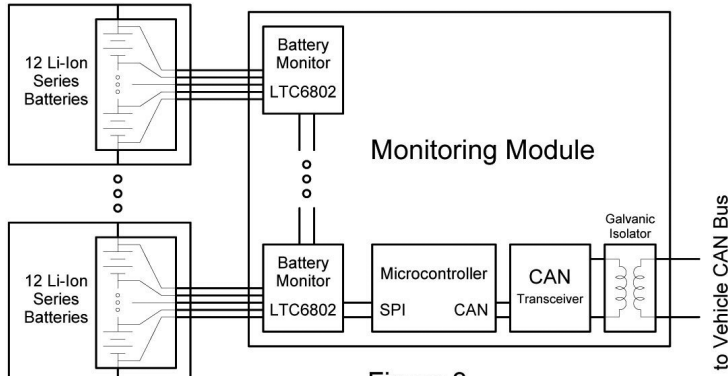 12 Li-Ion
Series
Batteries
Battery
Monitor
LTC6802
Monitoring Module
12 Li-Ion
Series
Batteries
Battery
Monitor
LTC6802
Microcontroller
SPI CAN
CAN
Transceiver
Galvanic
Isolator
to Vehicle CAN Bus